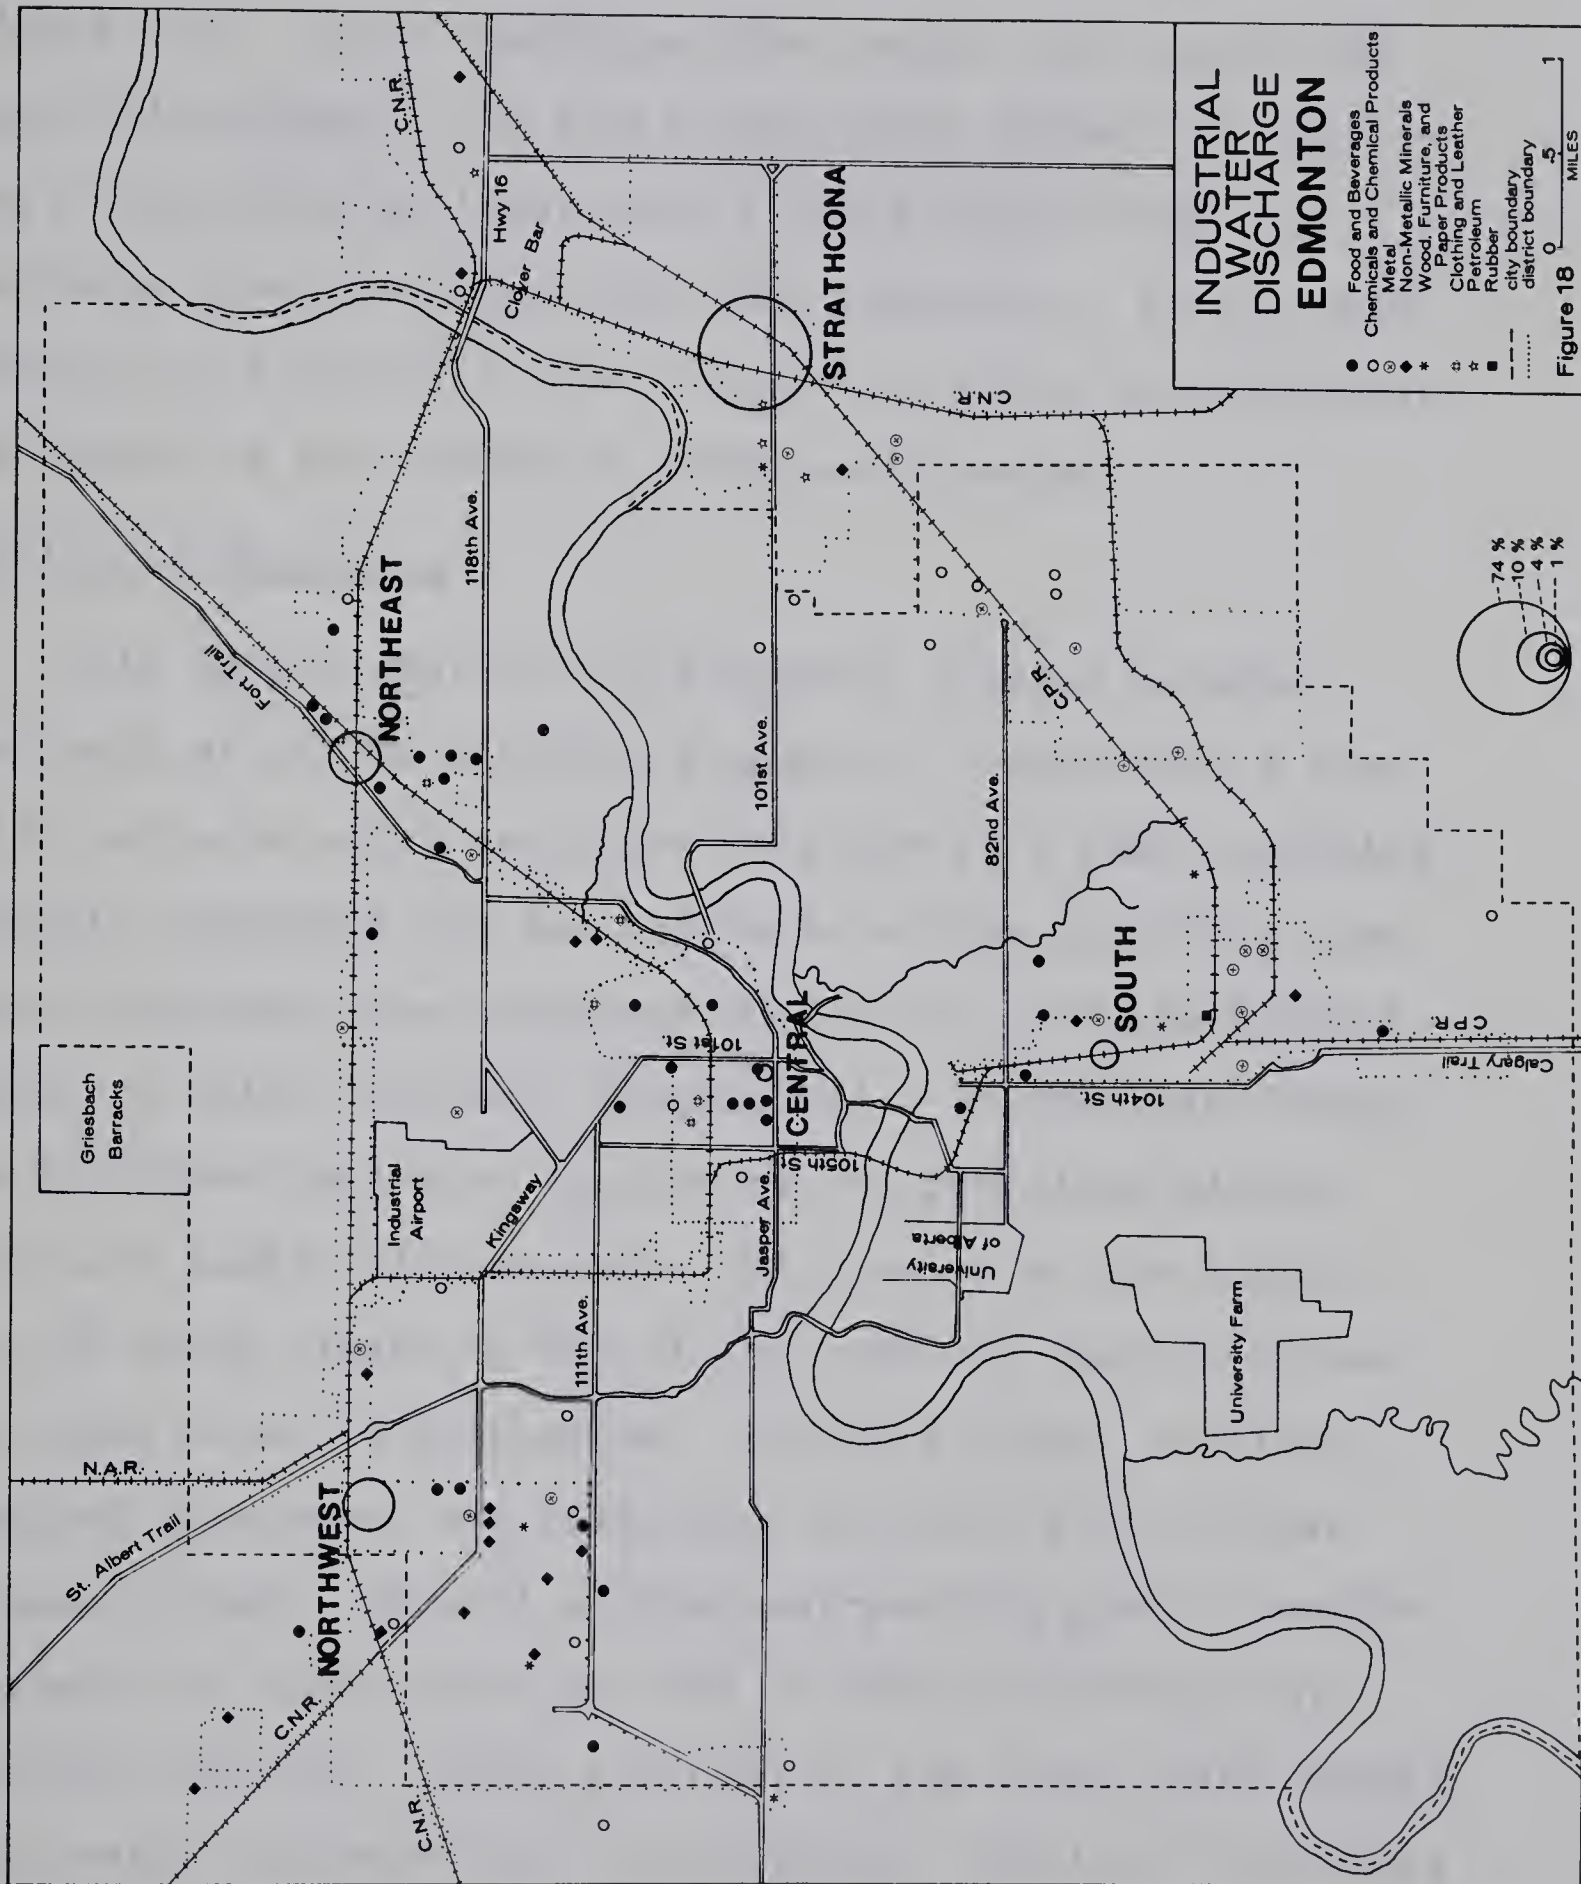 INDUSTRIAL
WATER
DISCHARGE
EDMONTON
Food and Beverages
Chemicals and Chemical Products
Metal
Non-Metallic Minerals
Wood, Furniture, and
Paper Products
Clothing and Leather
Petroleum
Rubber
city boundary
district boundary
0 .5 1
MILES
Figure 18
74 %
10 %
4 %
1 %
Griesbach
Barracks
Industrial
Airport
Kingsway
111th Ave.
118th Ave.
Fort Trail
NORTHEAST
C.N.R.
Hwy 16
Clover Bar
STRATHCONA
C.N.R.
101st Ave.
82nd Ave.
C.P.R.
SOUTH
C.P.R.
Calgary Trail
104th St.
CENTRAL
101st St.
105th St.
Jasper Ave.
University
of Alberta
University Farm
N.A.R.
St. Albert Trail
NORTHWEST
C.N.R.
C.N.R.